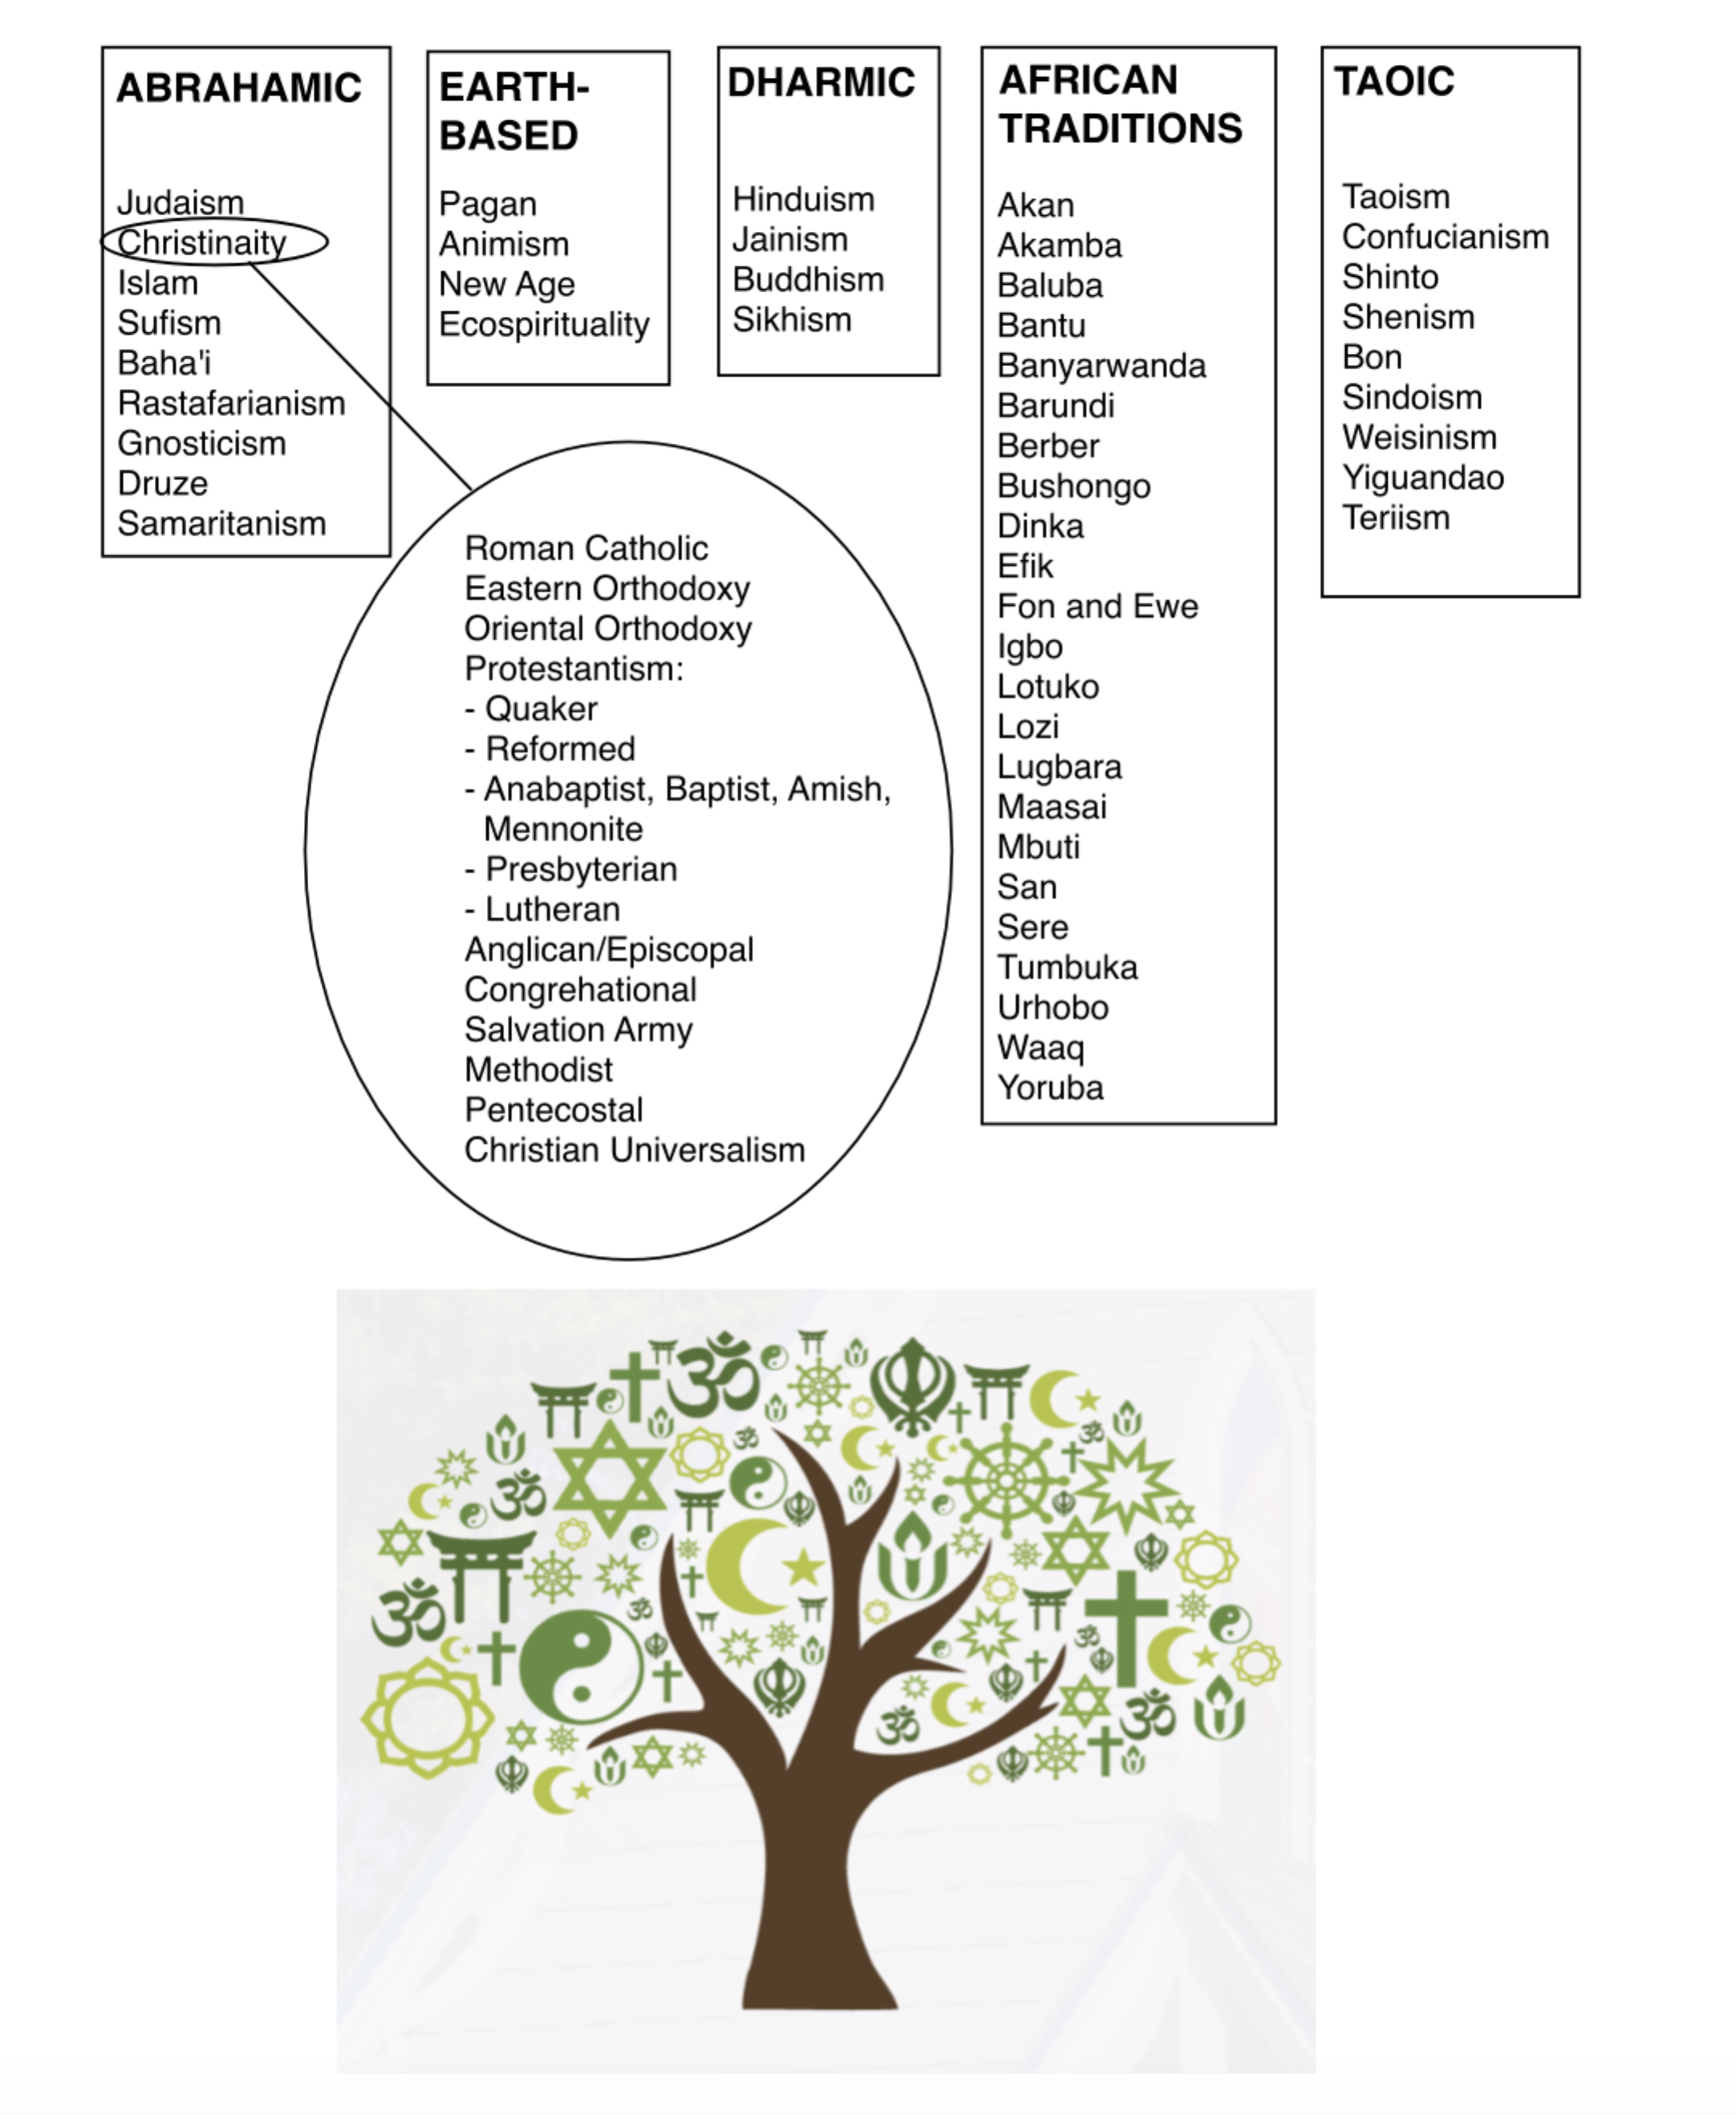 ABRAHAMIC
Judaism
Christinaity
Islam
Sufism
Baha'i
Rastafarianism
Gnosticism
Druze
Samaritanism
EARTH-
BASED
Pagan
Animism
New Age
Ecospirituality
DHARMIC
Hinduism
Jainism
Buddhism
Sikhism
AFRICAN
TRADITIONS
Akan
Akamba
Baluba
Bantu
Banyarwanda
Barundi
Berber
Bushongo
Dinka
Efik
Fon and Ewe
Igbo
Lotuko
Lozi
Lugbara
Maasai
Mbuti
San
Sere
Tumbuka
Urhobo
Waaq
Yoruba
TAOIC
Taoism
Confucianism
Shinto
Shenism
Bon
Sindoism
Weisinism
Yiguandao
Teriism
Roman Catholic
Eastern Orthodoxy
Oriental Orthodoxy
Protestantism:
- Quaker
- Reformed
- Anabaptist, Baptist, Amish,
Mennonite
- Presbyterian
- Lutheran
Anglican/Episcopal
Congrehational
Salvation Army
Methodist
Pentecostal
Christian Universalism